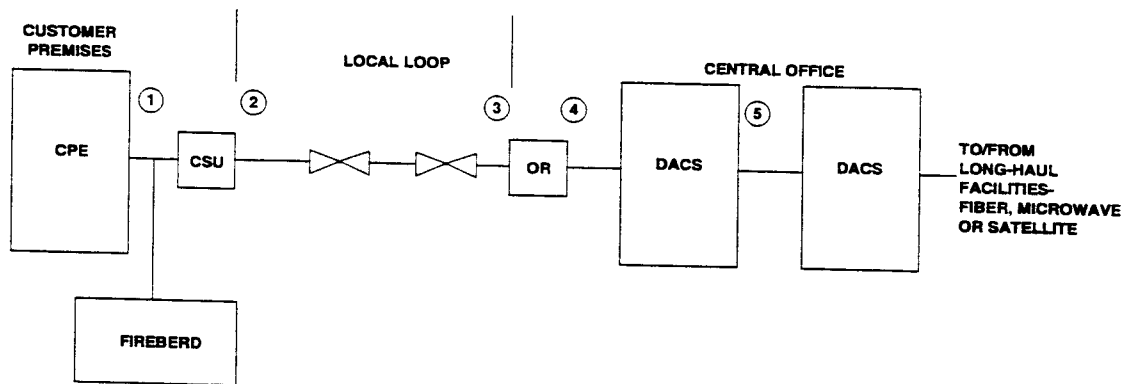 CUSTOMER
PREMISES
LOCAL LOOP
CENTRAL OFFICE
1
2
3
4
5
CPE
CSU
OR
DACS
DACS
TO/FROM
LONG-HAUL
FACILITIES-
FIBER, MICROWAVE
OR SATELLITE
FIREBERD